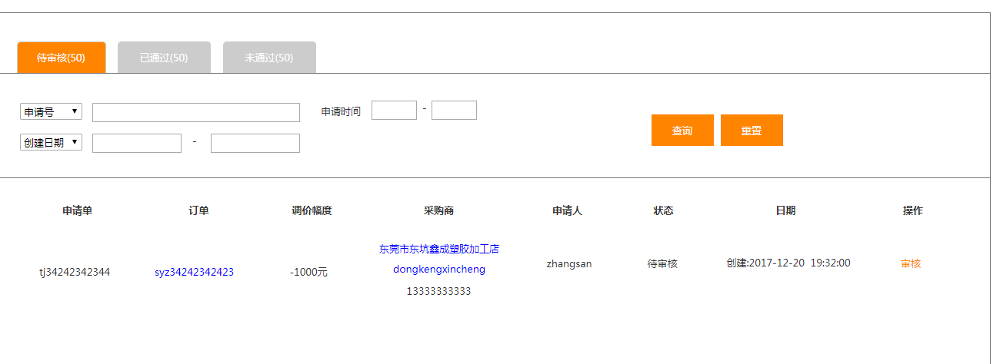 待审核(50) 已通过(50) 未通过(50)
申请号 申请时间 -
查询 重置
创建日期 -
申请单 订单 调价幅度 采购商 申请人 状态 日期 操作
东莞市东坑鑫成塑胶加工店
tj34242342344 syz34242342423 -1000元 dongkengxincheng zhangsan 待审核 创建:2017-12-20 19:32:00 审核
13333333333